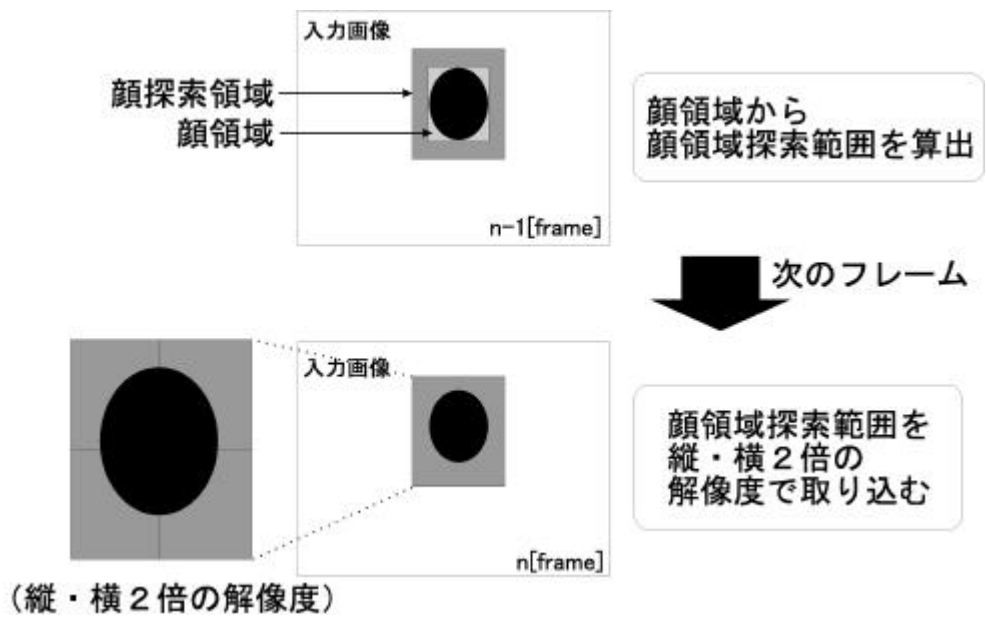 入力画像
顔探索領域
顔領域
n-1[frame]
顔領域から
顔領域探索範囲を算出
次のフレーム
入力画像
n[frame]
顔領域探索範囲を
縦・横２倍の
解像度で取り込む
（縦・横２倍の解像度）